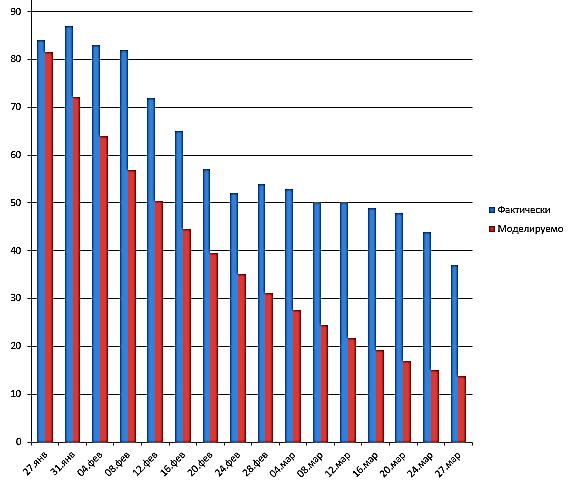 90
80
70
60
50
40
30
20
10
0
27.янв
31.янв
04.фев
08.фев
12.фев
16.фев
20.фев
24.фев
28.фев
04.мар
08.мар
12.мар
16.мар
20.мар
24.мар
27.мар
Фактически
Моделируемо